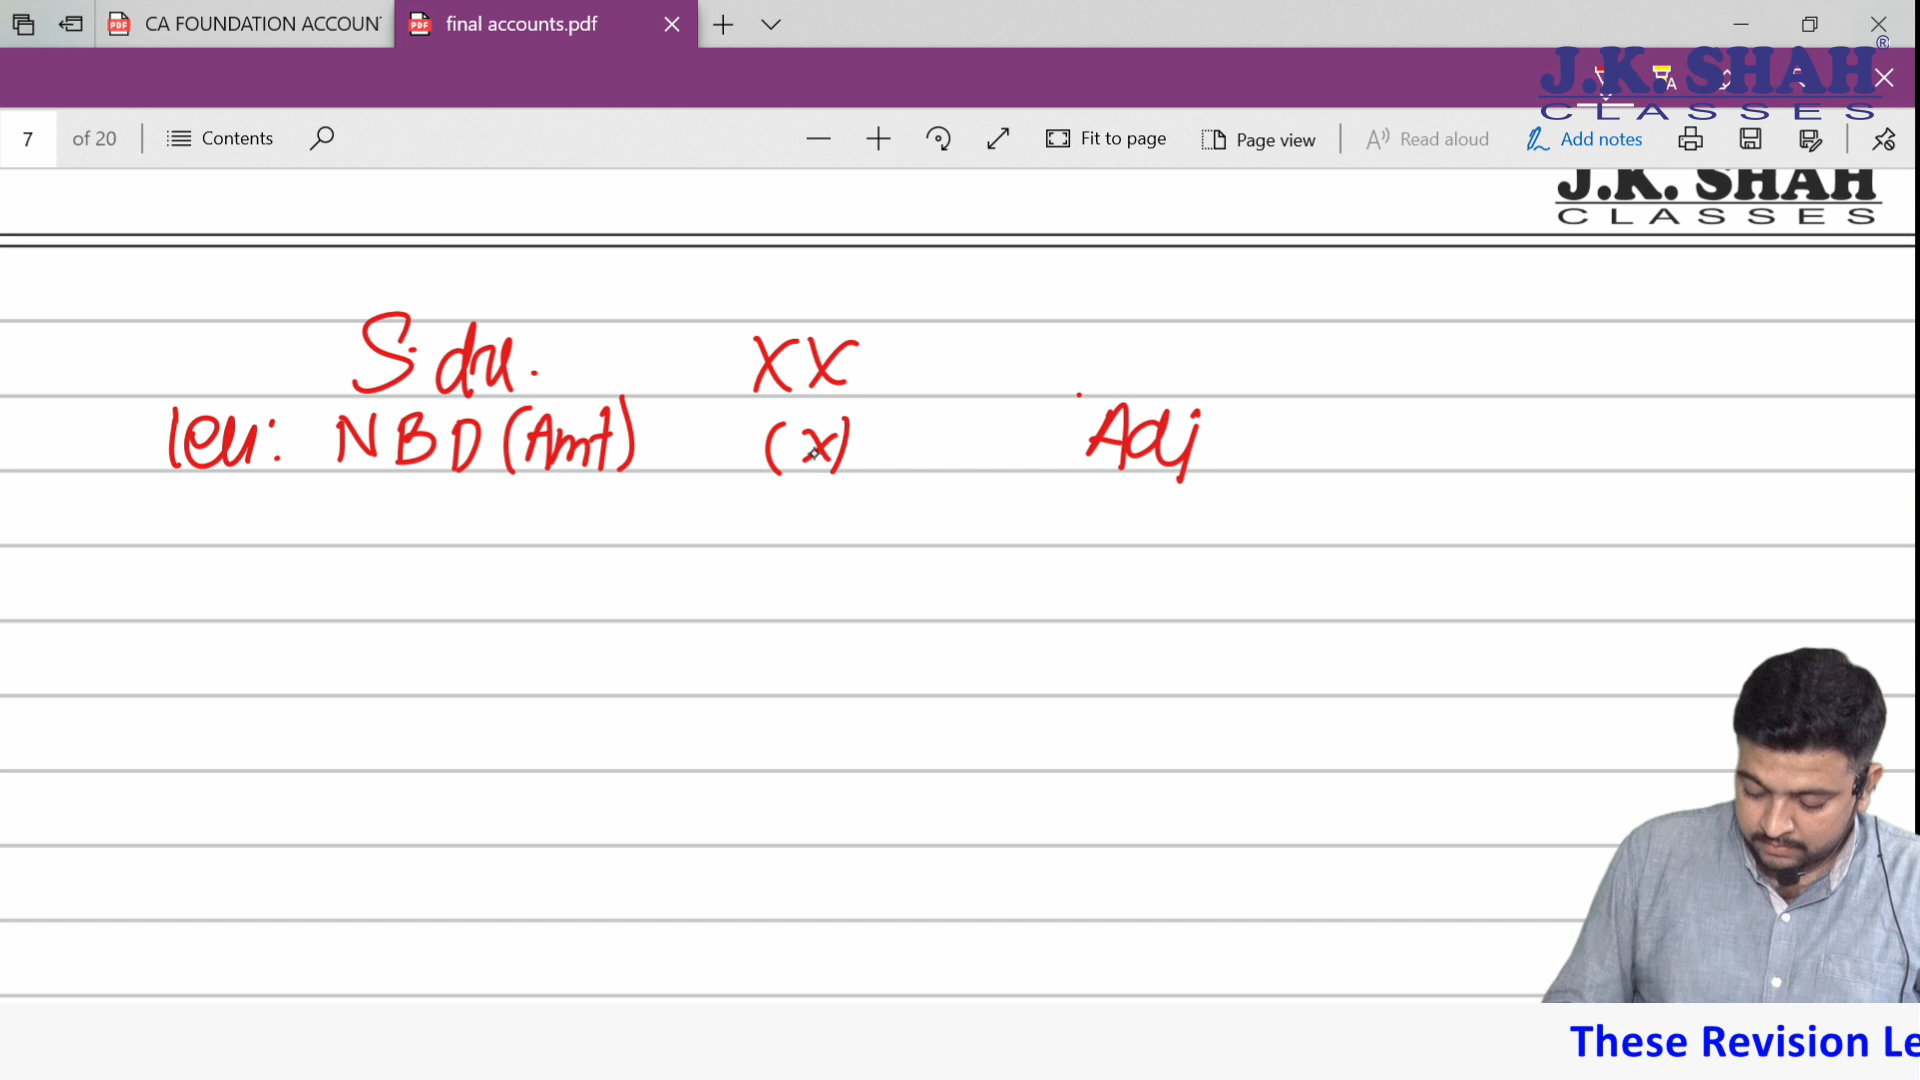 CA FOUNDATION ACCOUN
final accounts.pdf
J.K. SHAH®
CLASSES
7 of 20 Contents Fit to page Page view Read aloud Add notes
J.K. SHAH
CLASSES
S. drs. XX
less: NBD (Amt) (x) Adj
These Revision Le